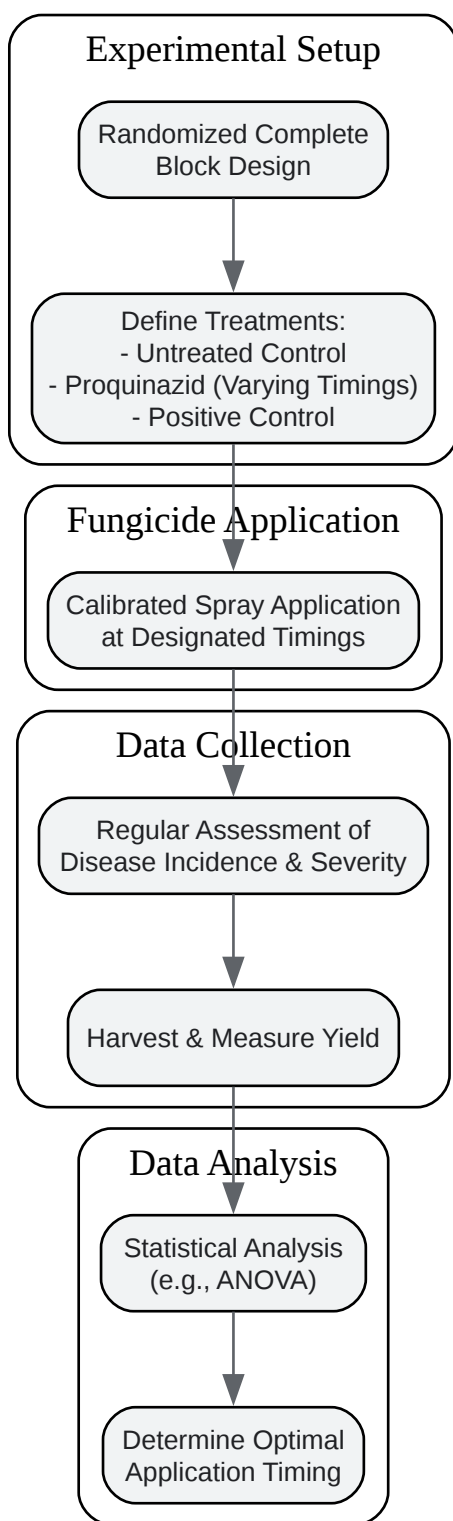 Experimental Setup
Randomized Complete
Block Design
Define Treatments:
- Untreated Control
- Proquinazid (Varying Timings)
- Positive Control
Fungicide Application
Calibrated Spray Application
at Designated Timings
Data Collection
Regular Assessment of
Disease Incidence & Severity
Harvest & Measure Yield
Data Analysis
Statistical Analysis
(e.g., ANOVA)
Determine Optimal
Application Timing